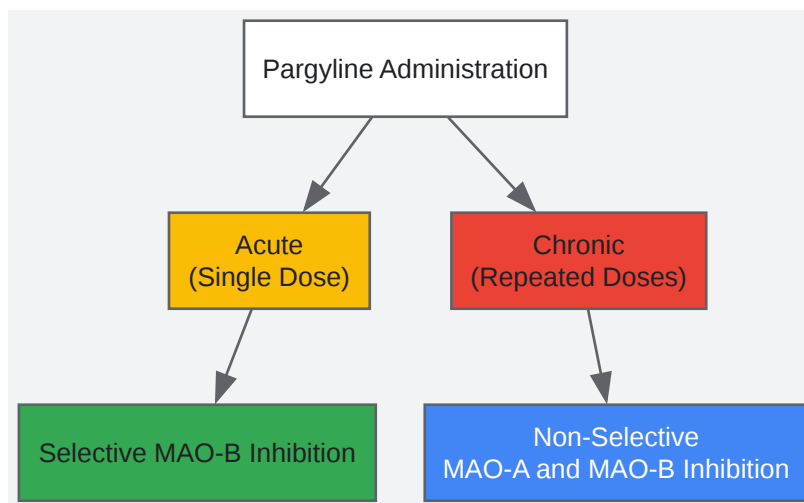 Pargyline Administration
Acute
(Single Dose)
Chronic
(Repeated Doses)
Selective MAO-B Inhibition
Non-Selective
MAO-A and MAO-B Inhibition